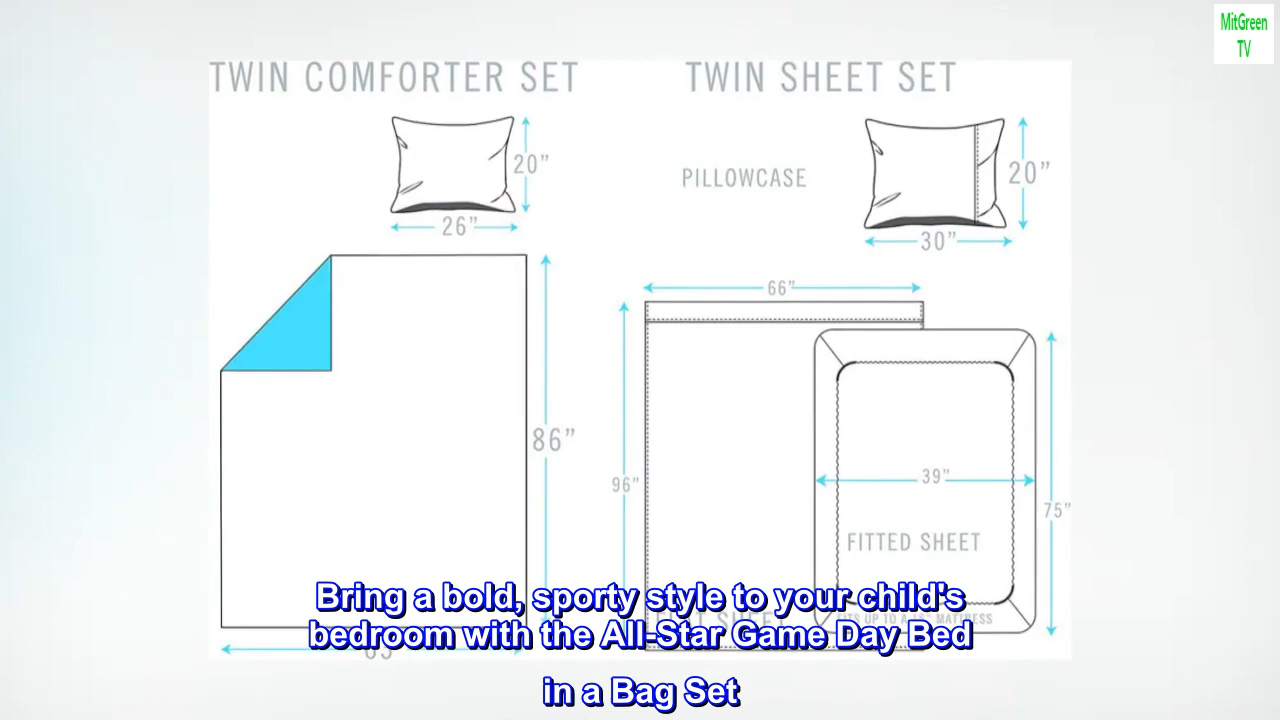 MitGreen
TV
TWIN COMFORTER SET
TWIN SHEET SET
20”
26”
PILLOWCASE
20”
30”
66”
86”
96”
39”
75”
FITTED SHEET
Bring a bold, sporty style to your child's
bedroom with the All-Star Game Day Bed
in a Bag Set